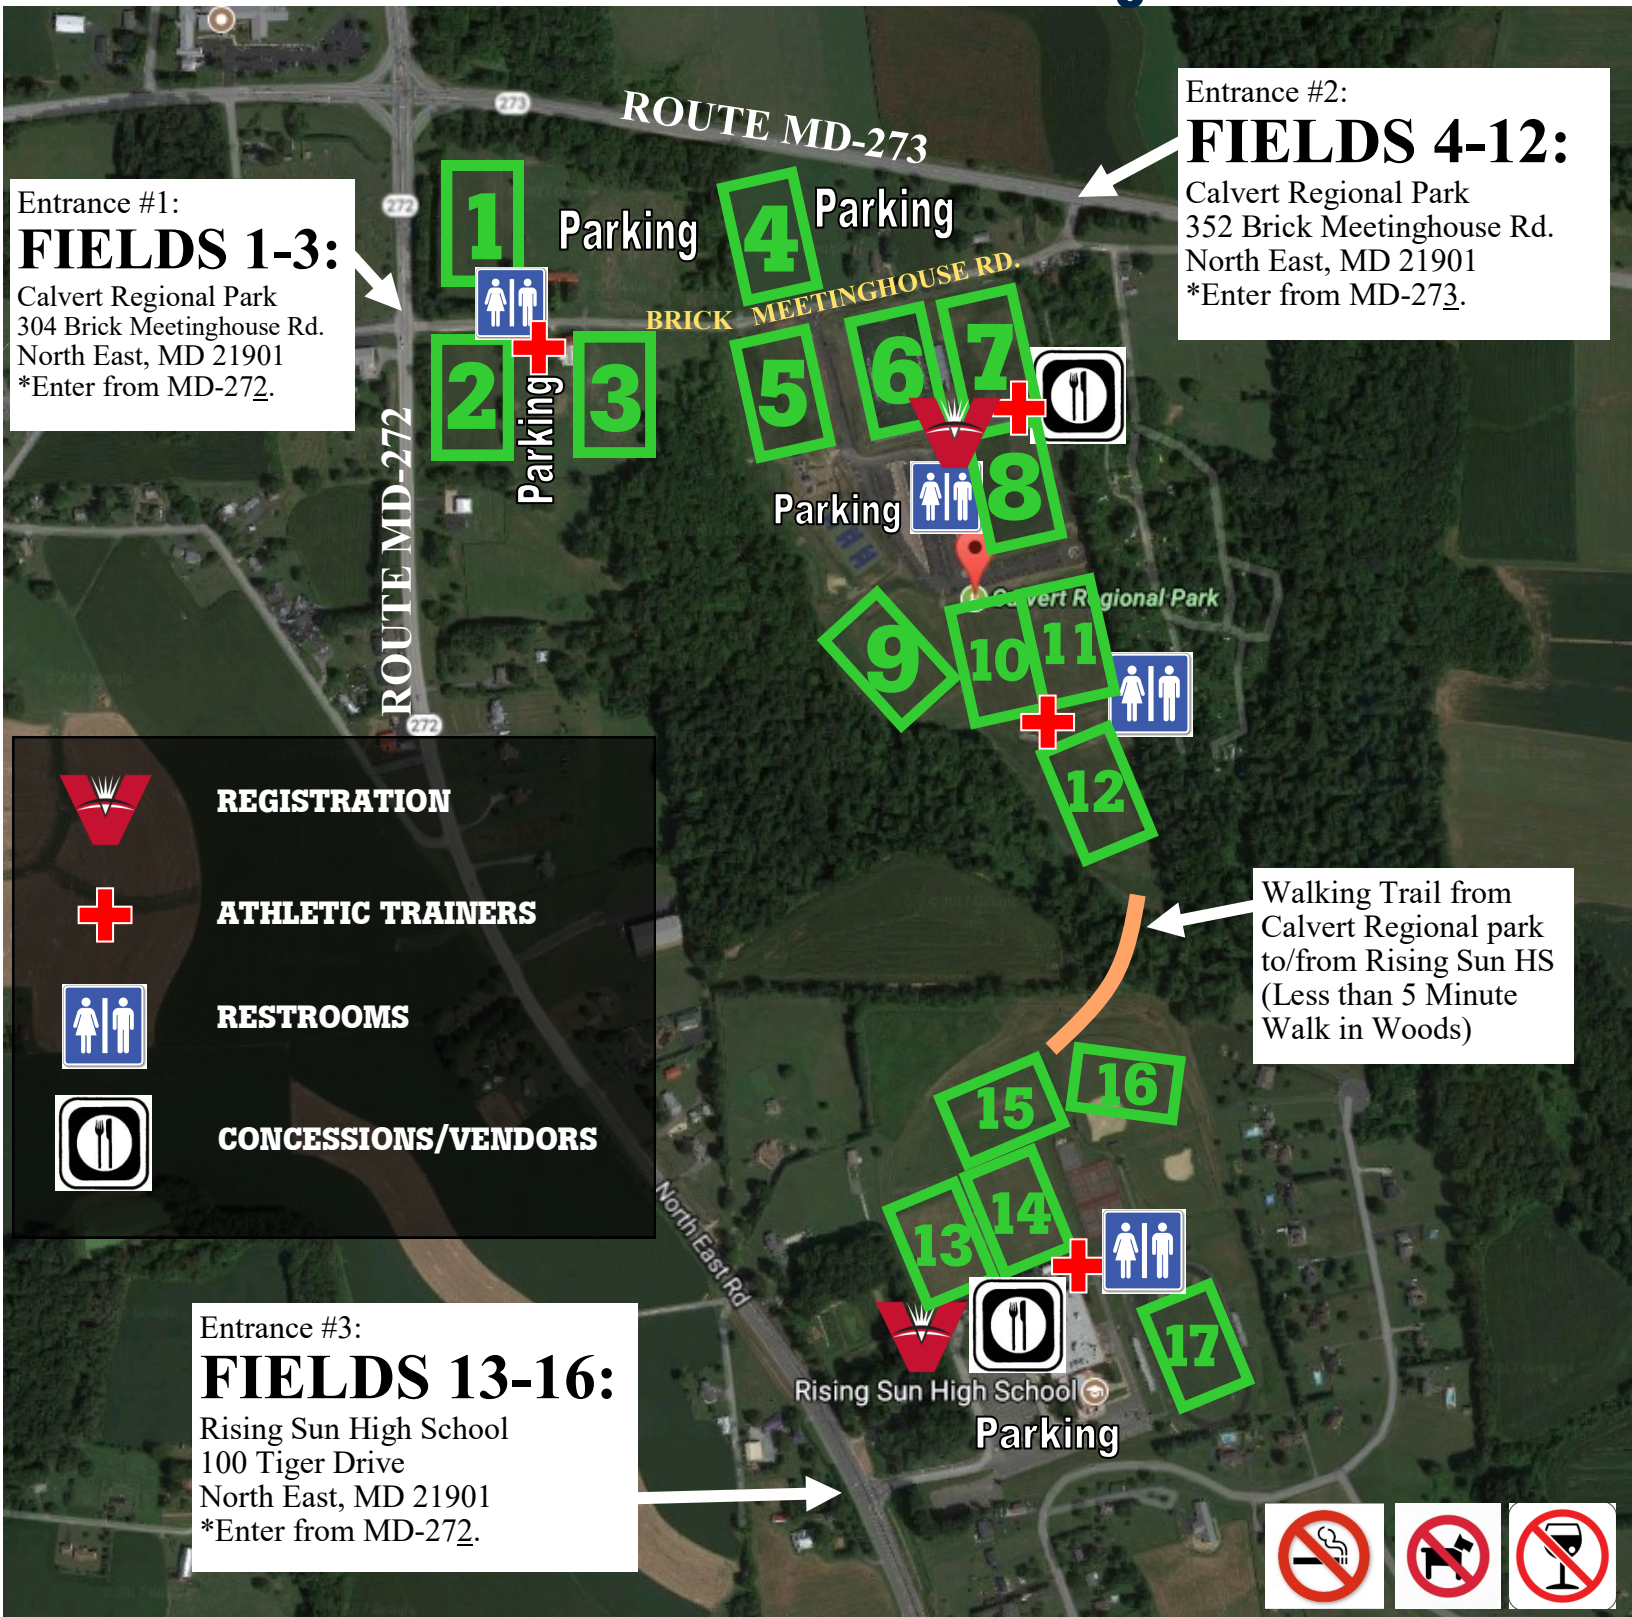 ROUTE MD-273
273
Entrance #2:
FIELDS 4-12:
Calvert Regional Park
352 Brick Meetinghouse Rd.
North East, MD 21901
*Enter from MD-273.
Entrance #1:
FIELDS 1-3:
Calvert Regional Park
304 Brick Meetinghouse Rd.
North East, MD 21901
*Enter from MD-272.
272
1
Parking
4
Parking
BRICK MEETINGHOUSE RD.
2
Parking
3
5
6
7
8
Parking
ROUTE MD-272
272
Calvert Regional Park
9
10
11
12
REGISTRATION
ATHLETIC TRAINERS
RESTROOMS
CONCESSIONS/VENDORS
Walking Trail from
Calvert Regional park
to/from Rising Sun HS
(Less than 5 Minute
Walk in Woods)
15
16
13
14
17
North East Rd
Rising Sun High School
Parking
Entrance #3:
FIELDS 13-16:
Rising Sun High School
100 Tiger Drive
North East, MD 21901
*Enter from MD-272.